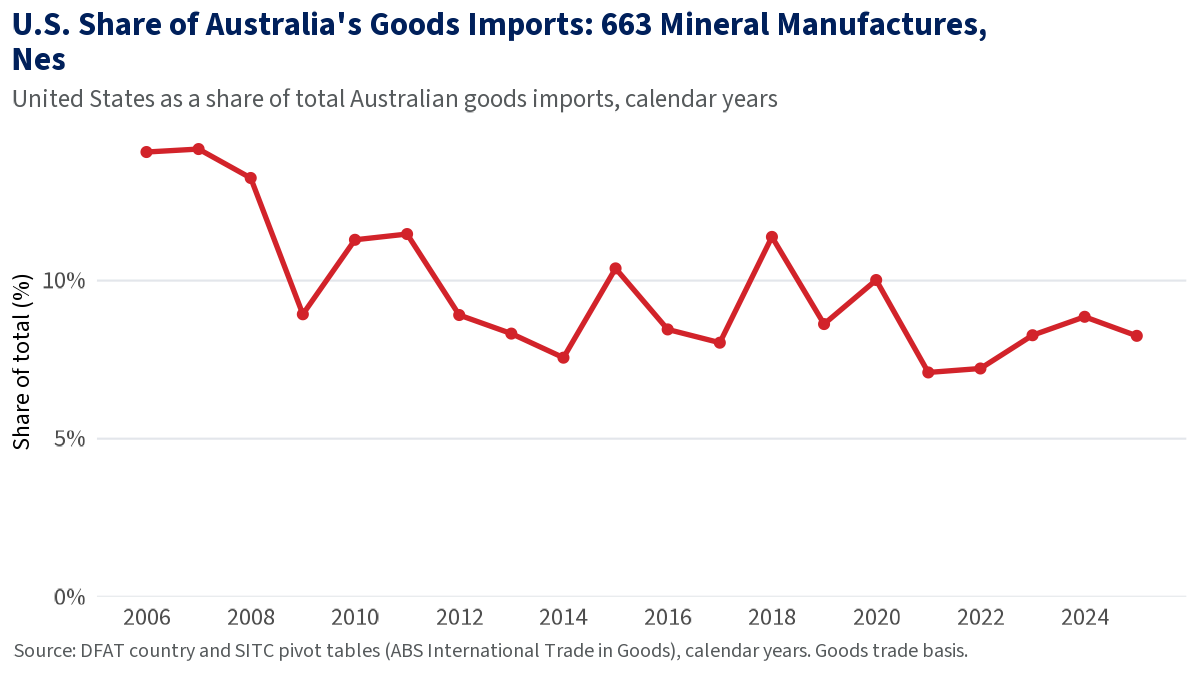 U.S. Share of Australia's Goods Imports: 663 Mineral Manufactures,
Nes
United States as a share of total Australian goods imports, calendar years
Share of total (%)
10%
5%
0%
2006 2008 2010 2012 2014 2016 2018 2020 2022 2024
Source: DFAT country and SITC pivot tables (ABS International Trade in Goods), calendar years. Goods trade basis.